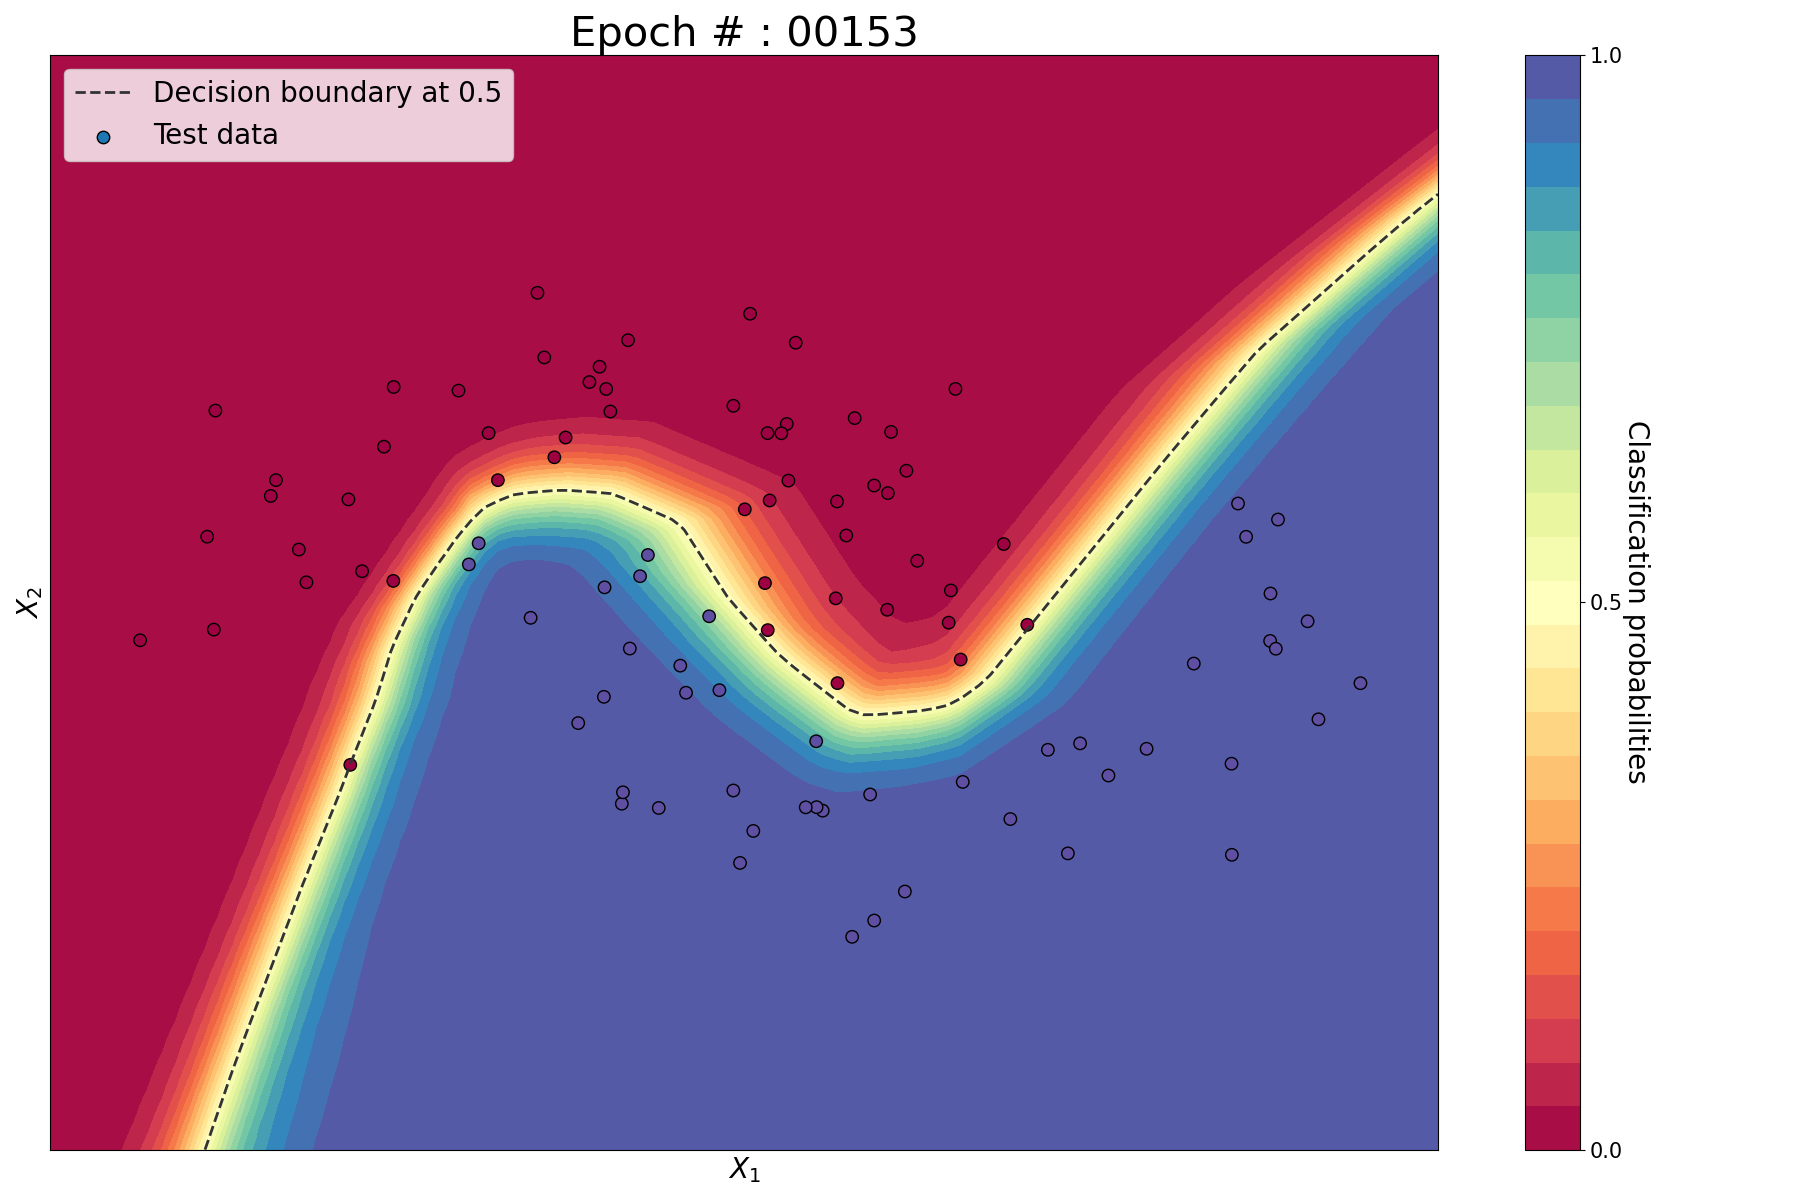 Epoch # : 00153
Decision boundary at 0.5
Test data
X₂
X₁
1.0
0.5
0.0
Classification probabilities